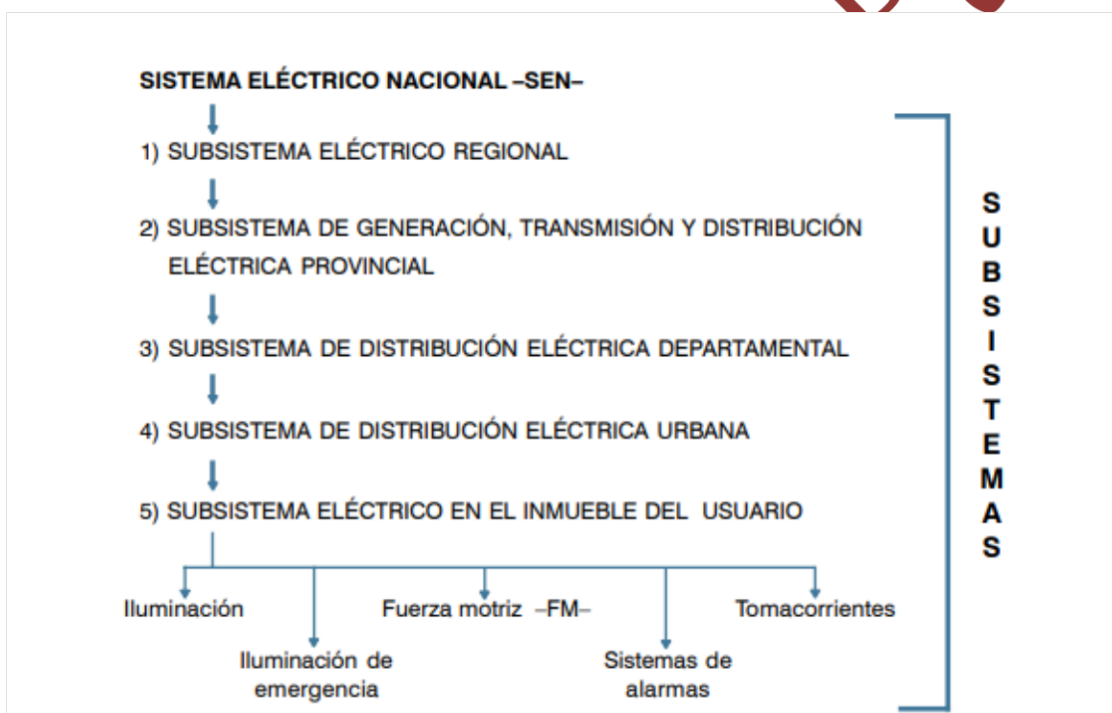 SISTEMA ELÉCTRICO NACIONAL –SEN–
1) SUBSISTEMA ELÉCTRICO REGIONAL
2) SUBSISTEMA DE GENERACIÓN, TRANSMISIÓN Y DISTRIBUCIÓN
ELÉCTRICA PROVINCIAL
3) SUBSISTEMA DE DISTRIBUCIÓN ELÉCTRICA DEPARTAMENTAL
4) SUBSISTEMA DE DISTRIBUCIÓN ELÉCTRICA URBANA
5) SUBSISTEMA ELÉCTRICO EN EL INMUEBLE DEL USUARIO
Iluminación
Iluminación de
emergencia
Fuerza motriz –FM–
Sistemas de
alarmas
Tomacorrientes
SUBSISTEMAS